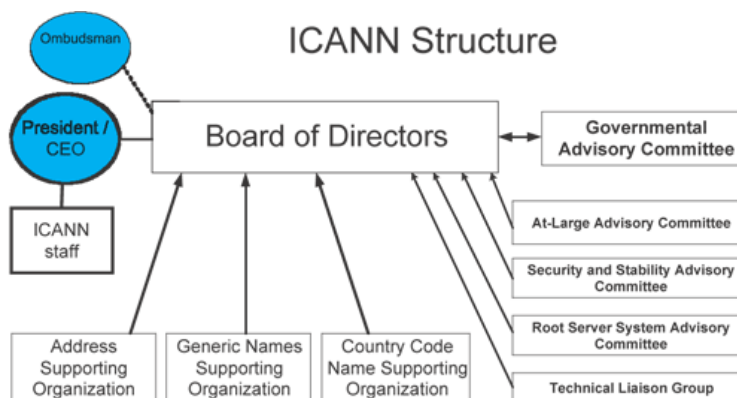 Ombudsman
ICANN Structure
President /
CEO
Board of Directors
Governmental
Advisory Committee
ICANN
staff
At-Large Advisory Committee
Security and Stability Advisory
Committee
Root Server System Advisory
Committee
Technical Liaison Group
Address
Supporting
Organization
Generic Names
Supporting
Organization
Country Code
Name Supporting
Organization